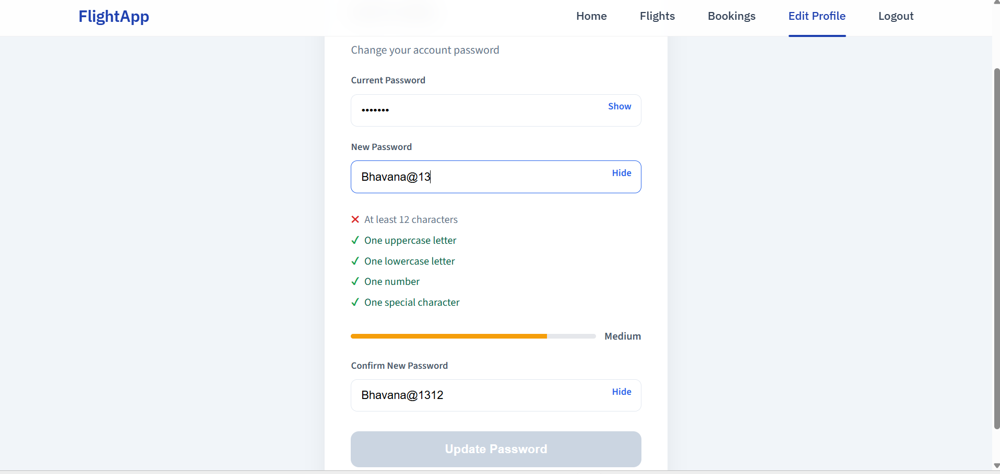 FlightApp Home Flights Bookings Edit Profile Logout
Change your account password
Current Password
••••••• Show
New Password
Bhavana@13 Hide
✕ At least 12 characters
✓ One uppercase letter
✓ One lowercase letter
✓ One number
✓ One special character
Medium
Confirm New Password
Bhavana@1312 Hide
Update Password